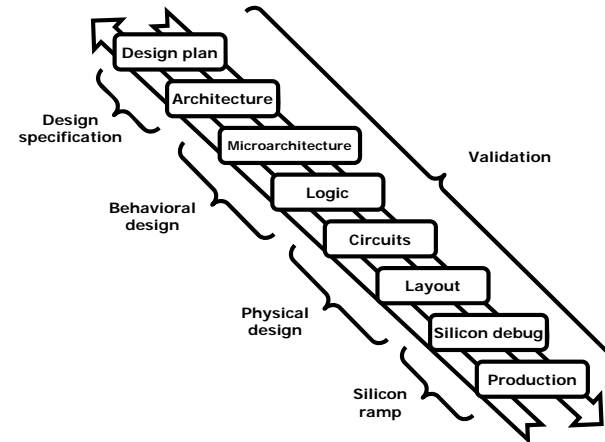 Design plan
Architecture
Design
specification
Microarchitecture
Validation
Logic
Behavioral
design
Circuits
Layout
Physical
design
Silicon debug
Production
Silicon
ramp